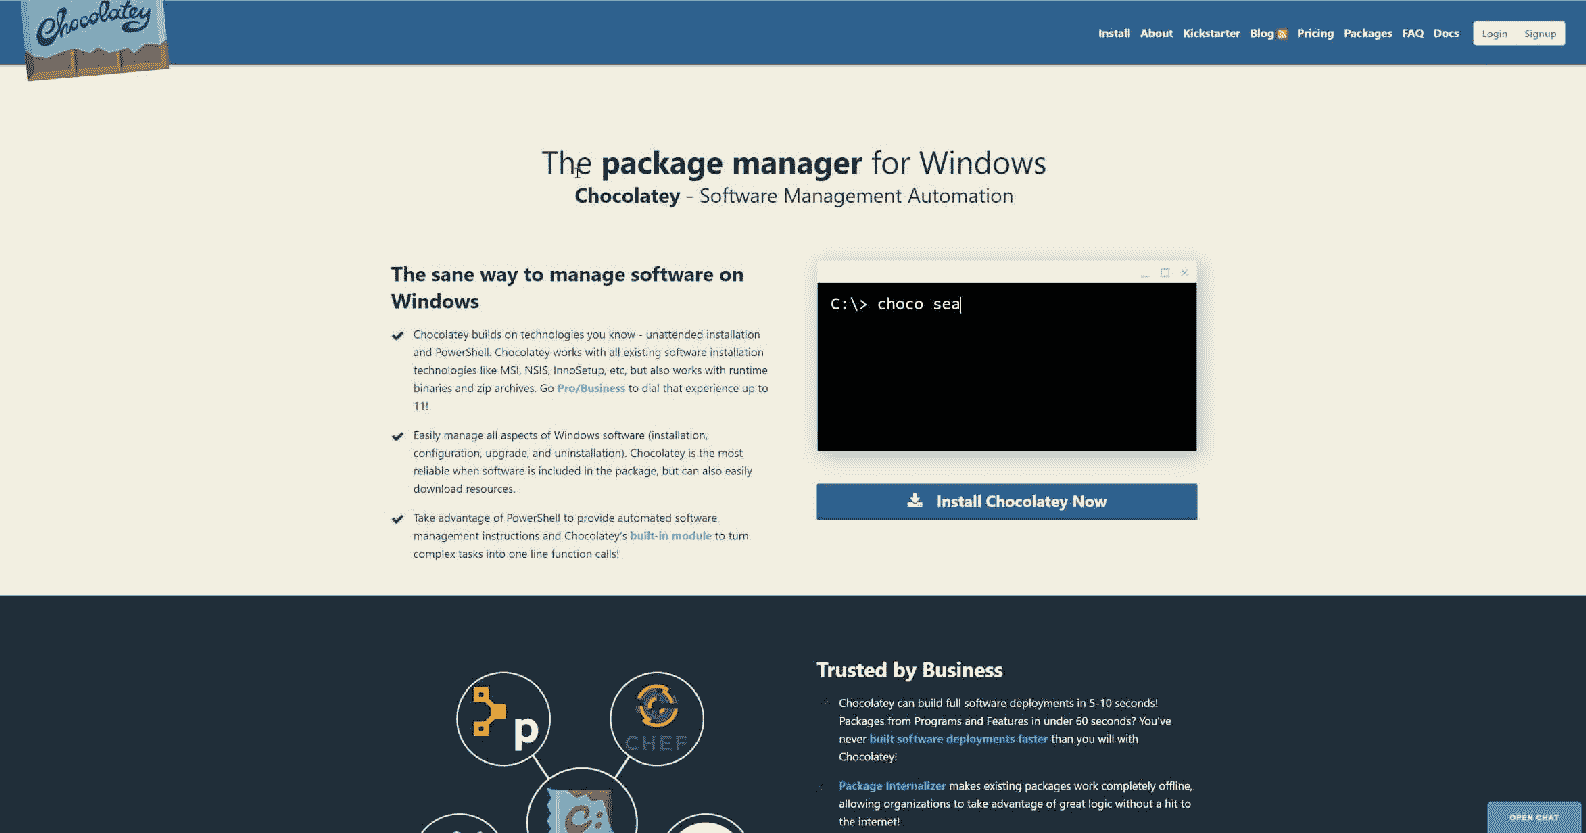 Chocolatey
Install About Kickstarter Blog Pricing Packages FAQ Docs Login Signup
The package manager for Windows
Chocolatey - Software Management Automation
The sane way to manage software on
Windows
Chocolatey builds on technologies you know - unattended installation
and PowerShell. Chocolatey works with all existing software installation
technologies like MSI, NSIS, InnoSetup, etc, but also works with runtime
binaries and zip archives. Go Pro/Business to dial that experience up to
11!
Easily manage all aspects of Windows software (installation,
configuration, upgrade, and uninstallation). Chocolatey is the most
reliable when software is included in the package, but can also easily
download resources.
Take advantage of PowerShell to provide automated software
management instructions and Chocolatey's built-in module to turn
complex tasks into one line function calls!
C:\> choco sea
Install Chocolatey Now
p
CHEF
C:
Trusted by Business
Chocolatey can build full software deployments in 5-10 seconds!
Packages from Programs and Features in under 60 seconds? You've
never built software deployments faster than you will with
Chocolatey!
Package Internalizer makes existing packages work completely offline,
allowing organizations to take advantage of great logic without a hit to
the internet!
OPEN CHAT